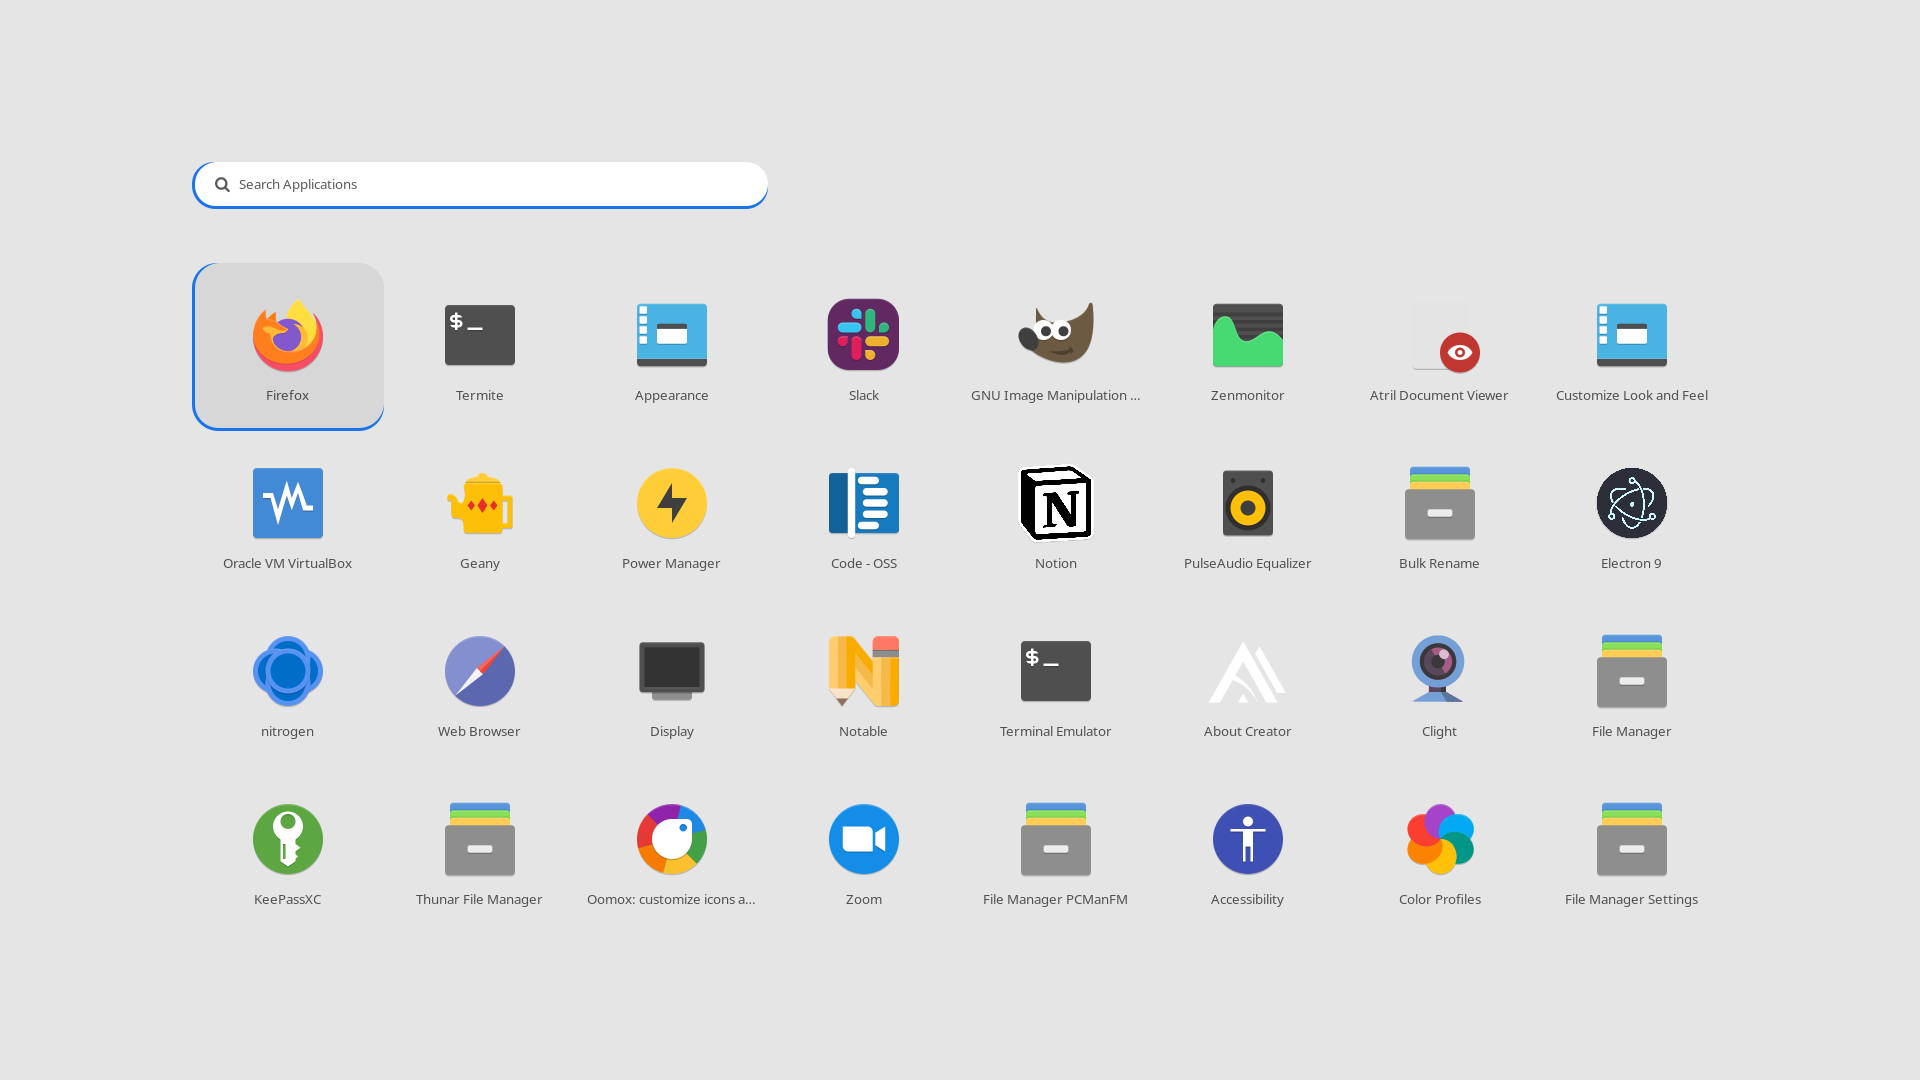 Search Applications
Firefox
Termite
Appearance
Slack
GNU Image Manipulation ...
Zenmonitor
Atril Document Viewer
Customize Look and Feel
Oracle VM VirtualBox
Geany
Power Manager
Code - OSS
Notion
PulseAudio Equalizer
Bulk Rename
Electron 9
nitrogen
Web Browser
Display
Notable
Terminal Emulator
About Creator
Clight
File Manager
KeePassXC
Thunar File Manager
Oomox: customize icons a...
Zoom
File Manager PCManFM
Accessibility
Color Profiles
File Manager Settings